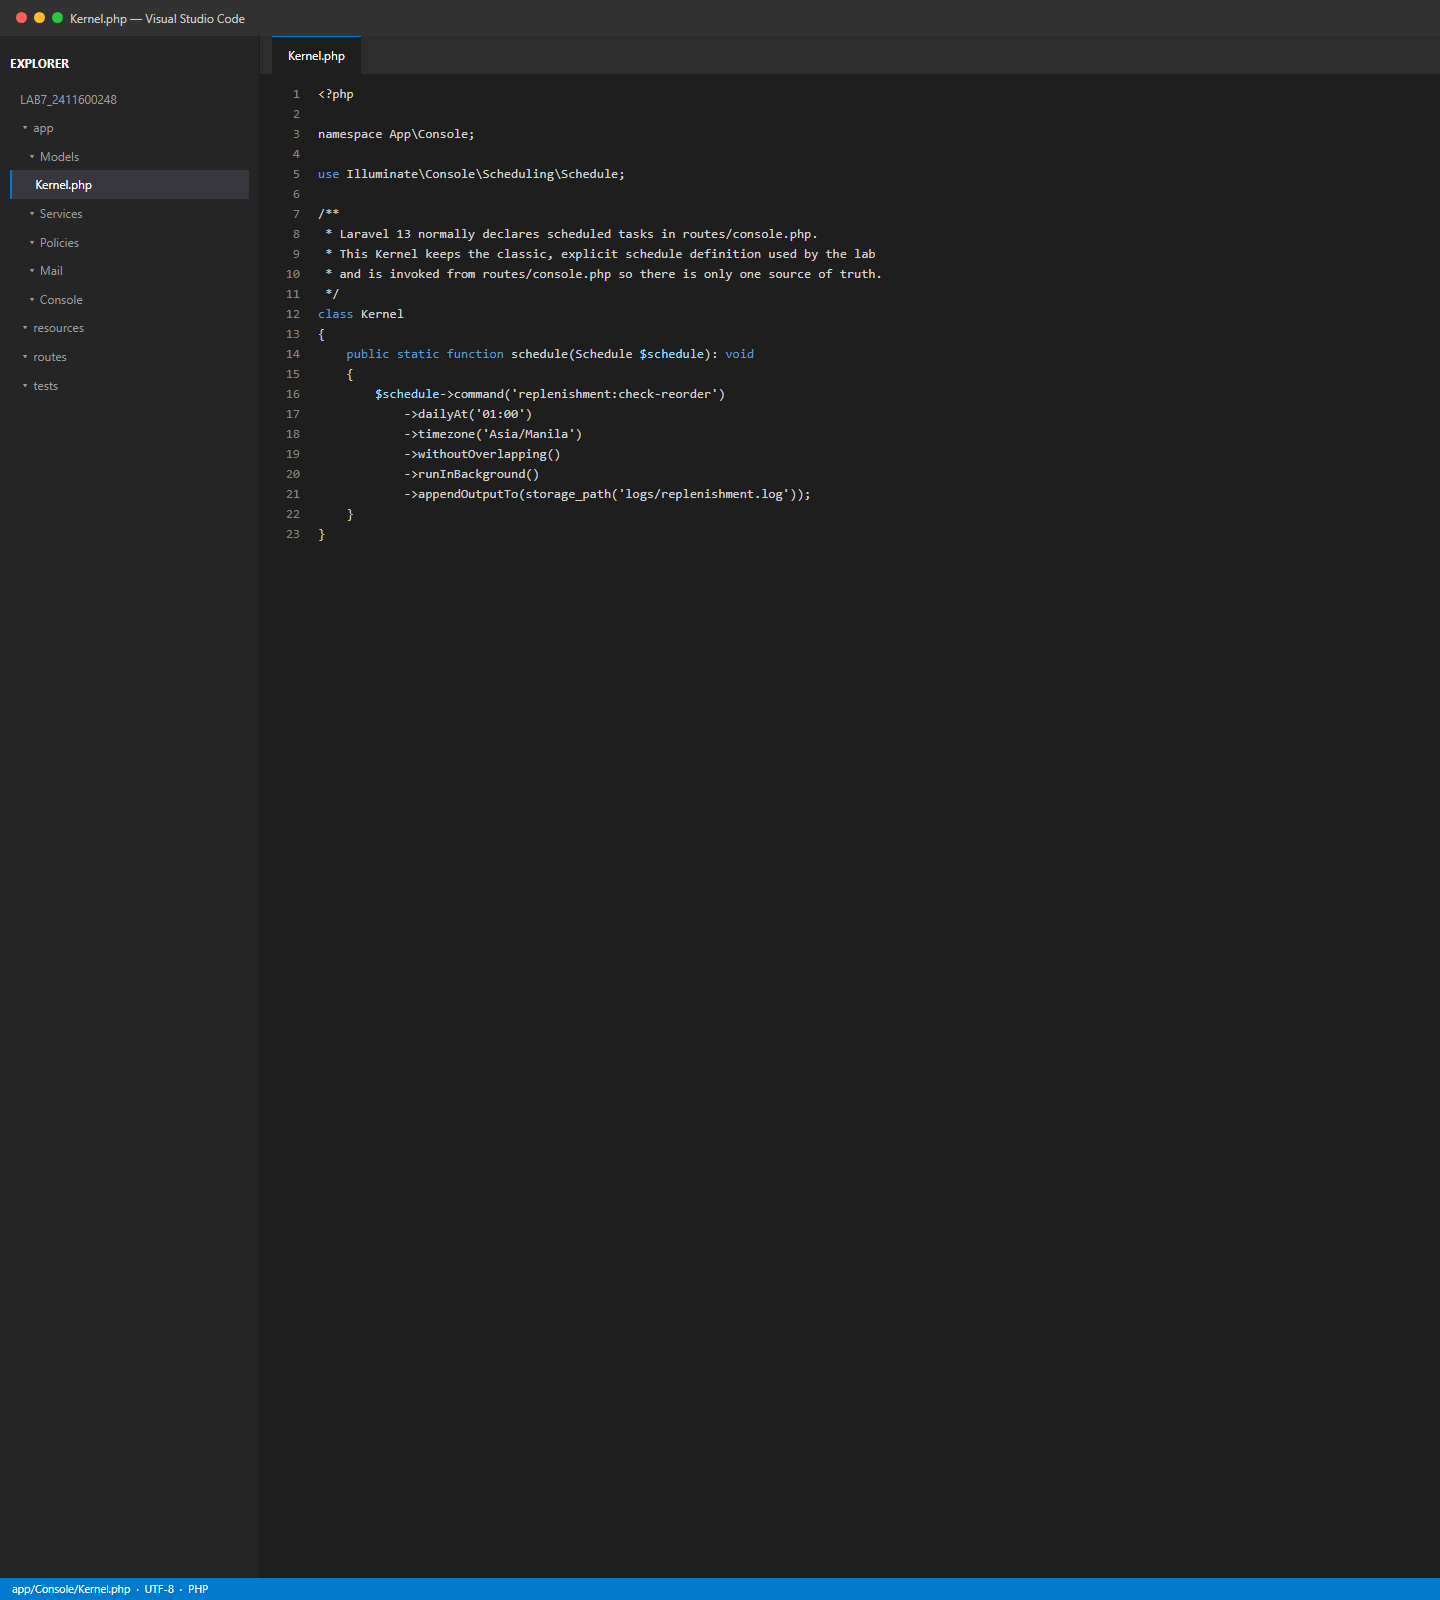 Kernel.php — Visual Studio Code
EXPLORER
LAB7_2411600248
▾ app
▾ Models
Kernel.php
▾ Services
▾ Policies
▾ Mail
▾ Console
▾ resources
▾ routes
▾ tests
Kernel.php
1 <?php
2
3 namespace App\Console;
4
5 use Illuminate\Console\Scheduling\Schedule;
6
7 /**
8  * Laravel 13 normally declares scheduled tasks in routes/console.php.
9  * This Kernel keeps the classic, explicit schedule definition used by the lab
10  * and is invoked from routes/console.php so there is only one source of truth.
11  */
12 class Kernel
13 {
14     public static function schedule(Schedule $schedule): void
15     {
16         $schedule->command('replenishment:check-reorder')
17             ->dailyAt('01:00')
18             ->timezone('Asia/Manila')
19             ->withoutOverlapping()
20             ->runInBackground()
21             ->appendOutputTo(storage_path('logs/replenishment.log'));
22     }
23 }
app/Console/Kernel.php · UTF-8 · PHP